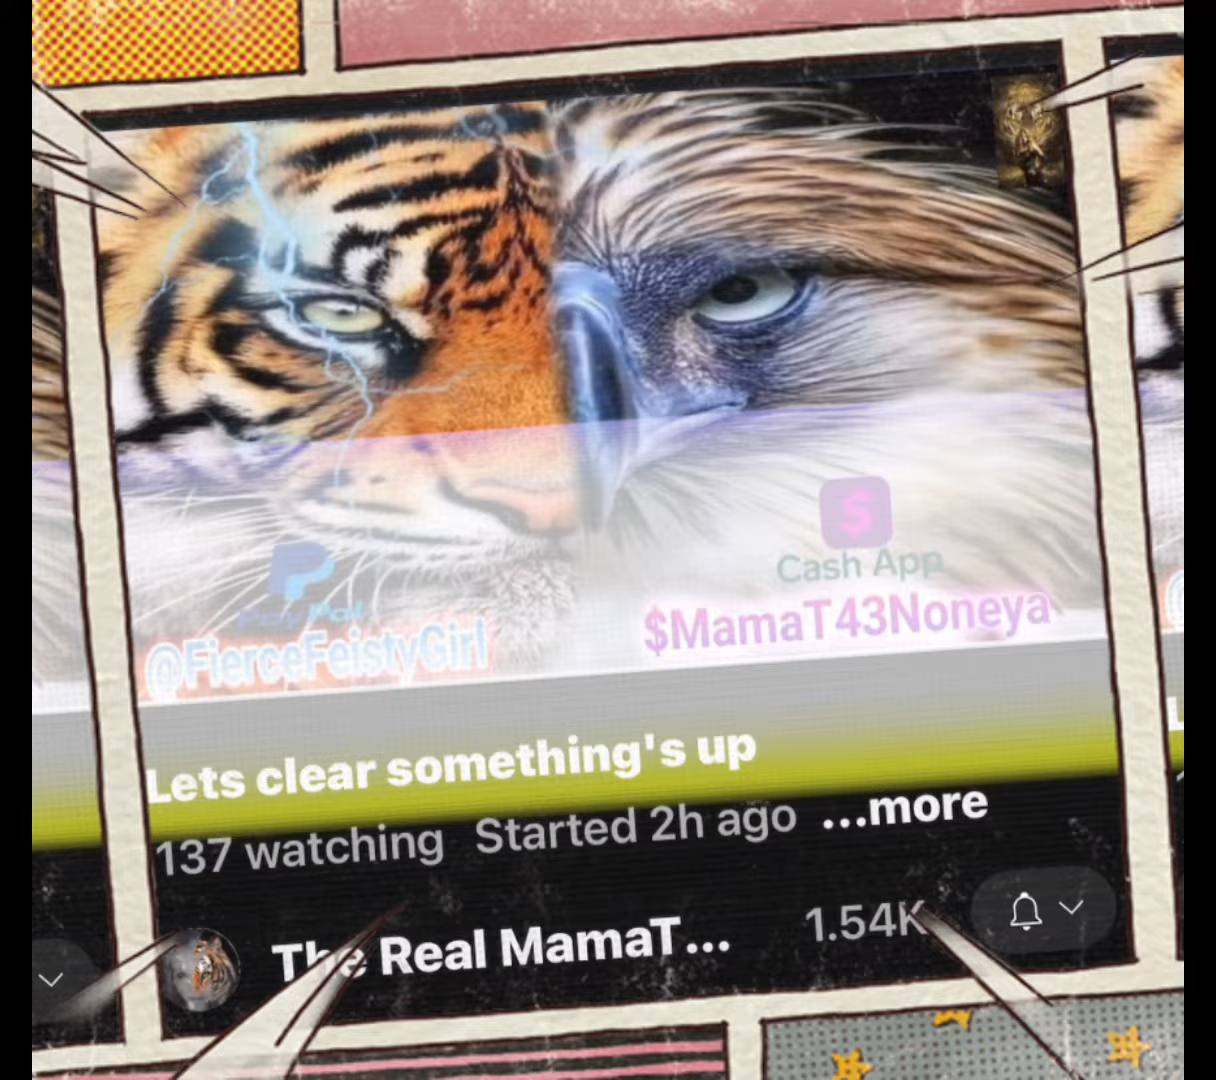 PayPal
@FierceFeistyGirl
Cash App
$MamaT43Noneya
Lets clear something's up
137 watching Started 2h ago ...more
The Real MamaT... 1.54K